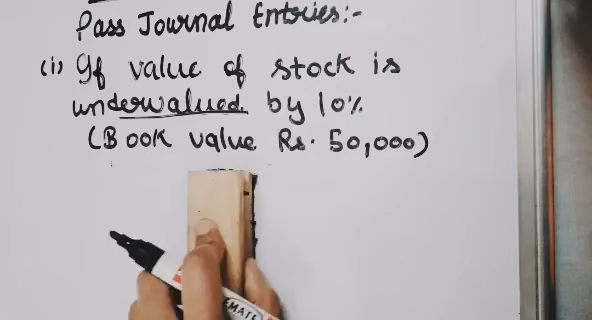 Pass Journal Entries:-
(i) If value of stock is
undervalued by 10%
(Book value Rs. 50,000)